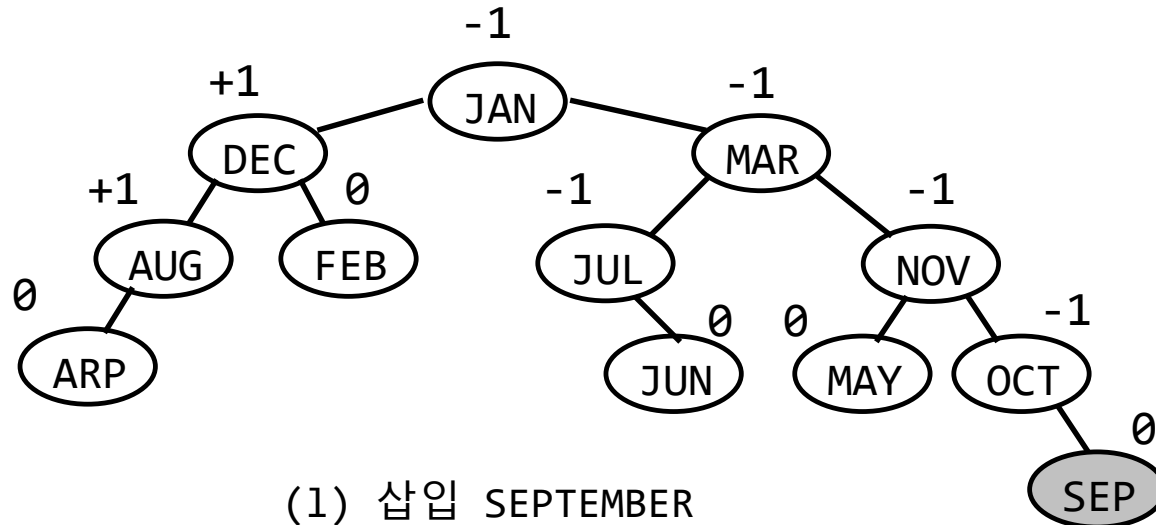 -1
+1
JAN
-1
DEC
MAR
+1
0
-1
-1
AUG
FEB
JUL
NOV
0
0
0
-1
ARP
JUN
MAY
OCT
0
SEP
(l) 삽입 SEPTEMBER